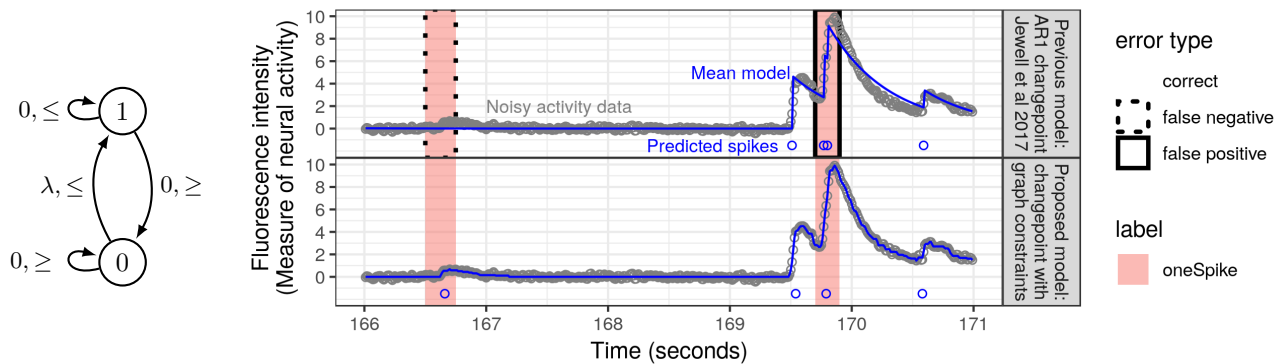 0, ≤
1
λ, ≤
0, ≥
0, ≥
0
Fluorescence intensity
(Measure of neural activity)
10
8
6
4
2
0
Mean model
Noisy activity data
Predicted spikes
Previous model:
AR1 changepoint
Jewell et al 2017
10
8
6
4
2
0
Proposed model:
changepoint with
graph constraints
166
167
168
169
170
171
Time (seconds)
error type
correct
false negative
false positive
label
oneSpike